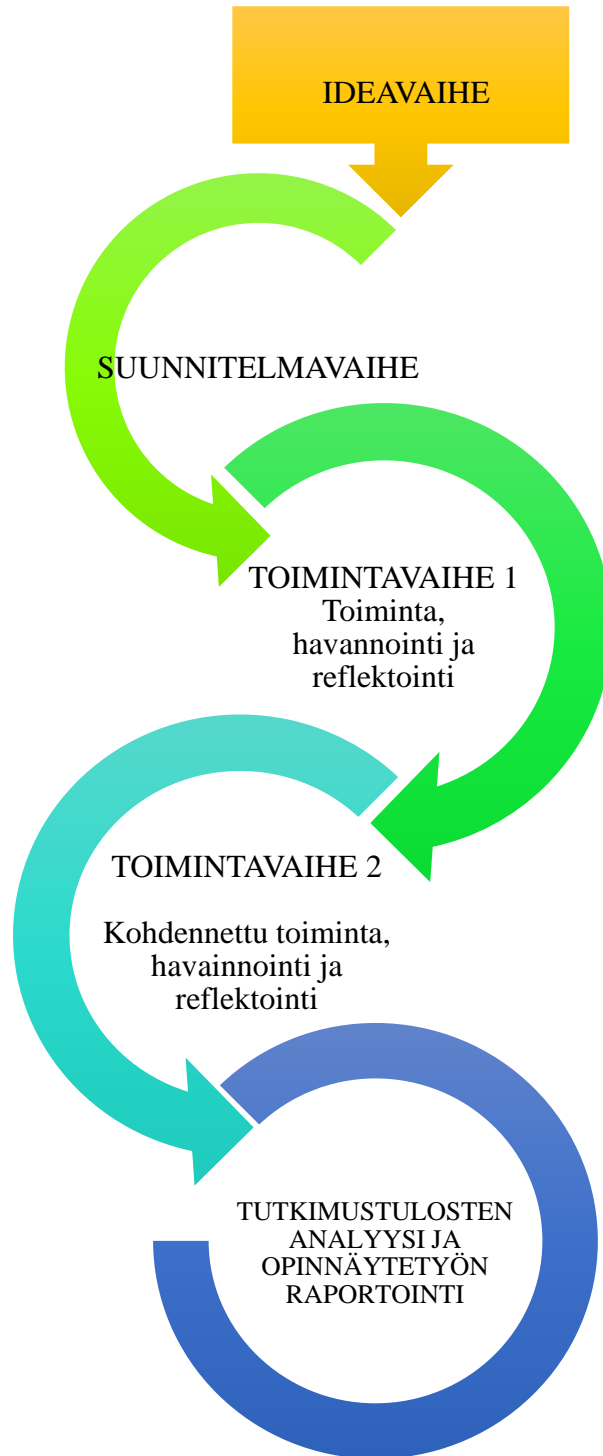 IDEAVAIHE
SUUNNITELMAVAIHE
TOIMINTAVAIHE 1
Toiminta,
havannointi ja
reflektointi
TOIMINTAVAIHE 2
Kohdennettu toiminta,
havainnointi ja
reflektointi
TUTKIMUSTULOSTEN
ANALYYSI JA
OPINNÄYTETYÖN
RAPORTOINTI